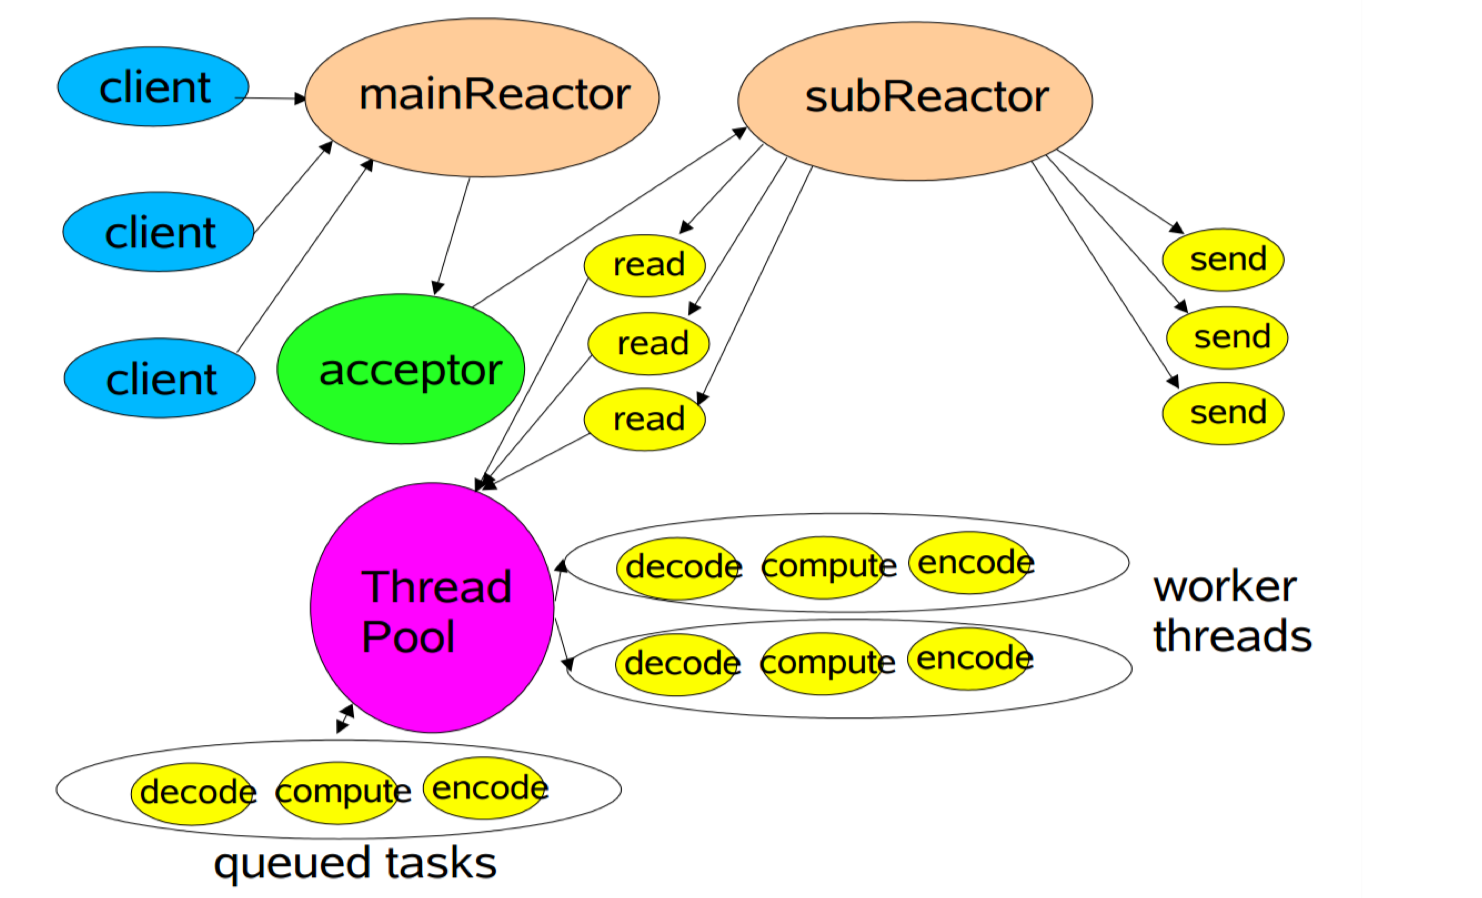 client
mainReactor
subReactor
client
read
send
read
send
client
acceptor
read
send
Thread
Pool
decode
compute
encode
decode
compute
encode
worker
threads
decode
compute
encode
queued tasks